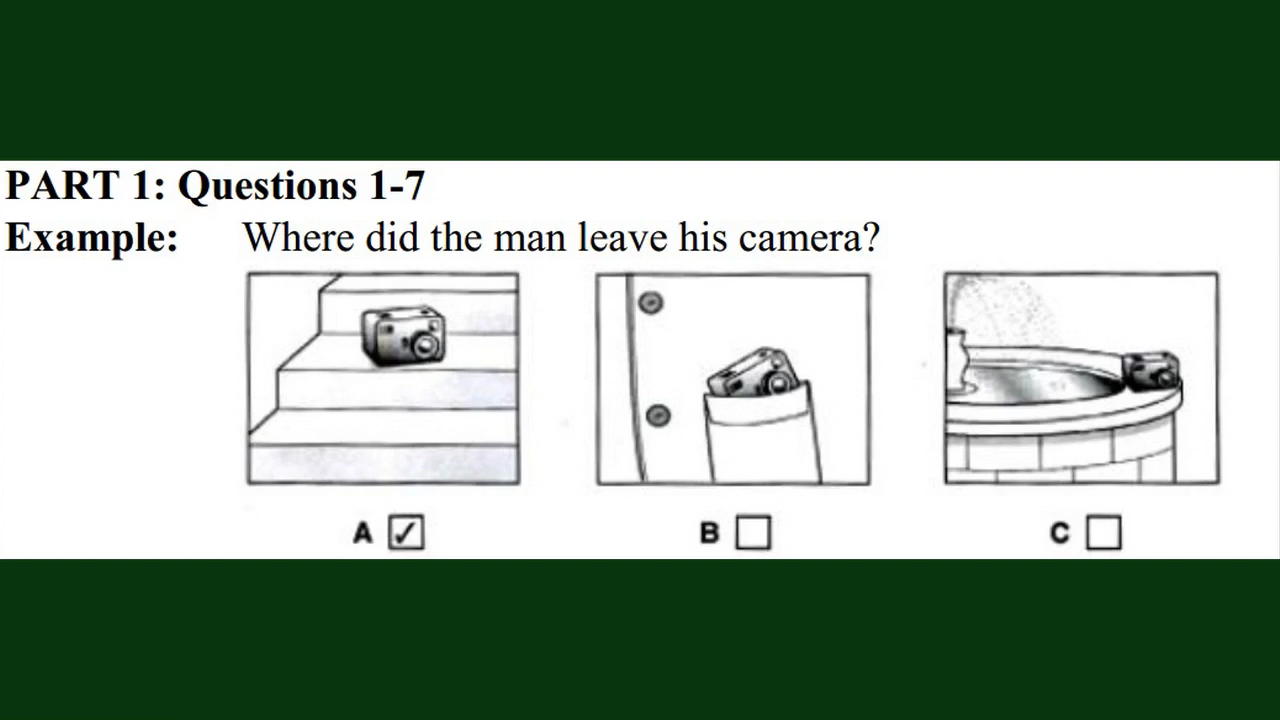 PART 1: Questions 1-7
Example: Where did the man leave his camera?
A ✓ B C